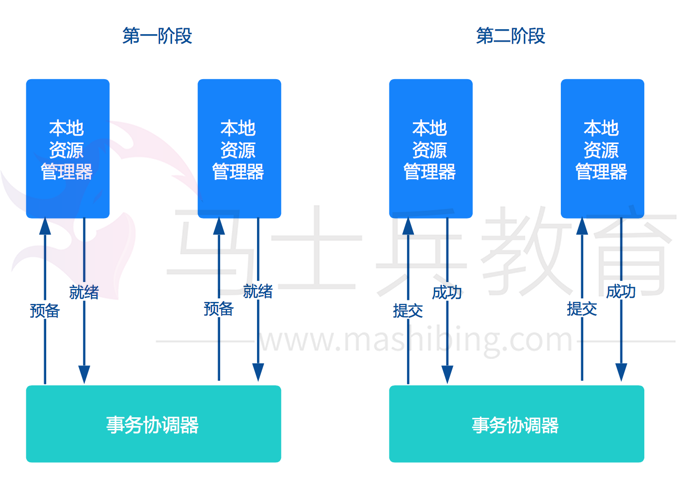 第一阶段
第二阶段
本地
资源
管理器
本地
资源
管理器
本地
资源
管理器
本地
资源
管理器
预备
就绪
预备
就绪
提交
成功
提交
成功
马士兵教育
www.mashibing.com
事务协调器
事务协调器